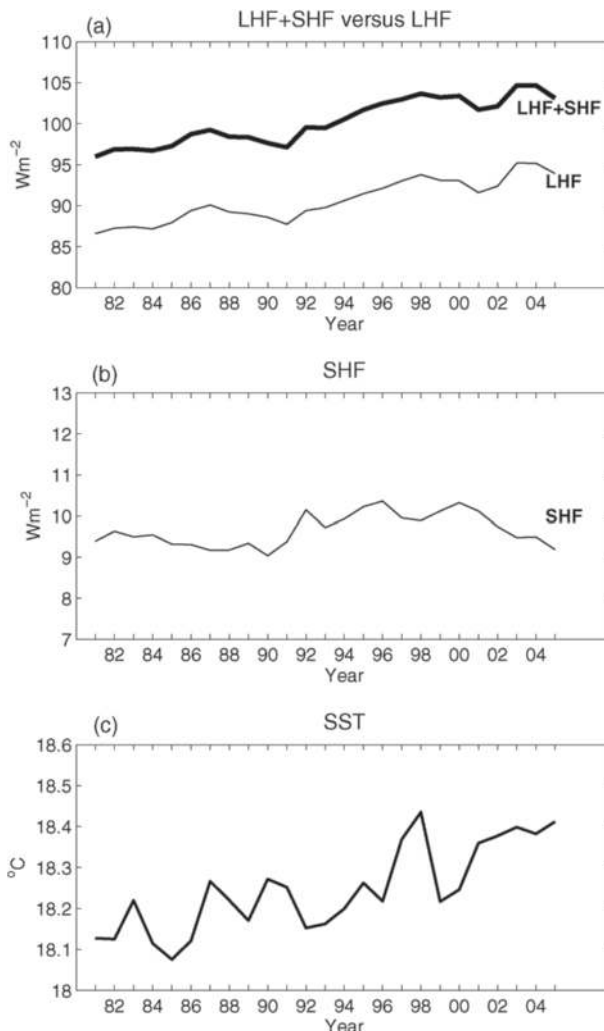 (a) LHF+SHF versus LHF
110
105
100
95
90
85
80
Wm⁻²
LHF+SHF
LHF
82 84 86 88 90 92 94 96 98 00 02 04
Year
(b) SHF
13
12
11
10
9
8
7
Wm⁻²
SHF
82 84 86 88 90 92 94 96 98 00 02 04
Year
(c) SST
18.6
18.5
18.4
18.3
18.2
18.1
18
°C
82 84 86 88 90 92 94 96 98 00 02 04
Year